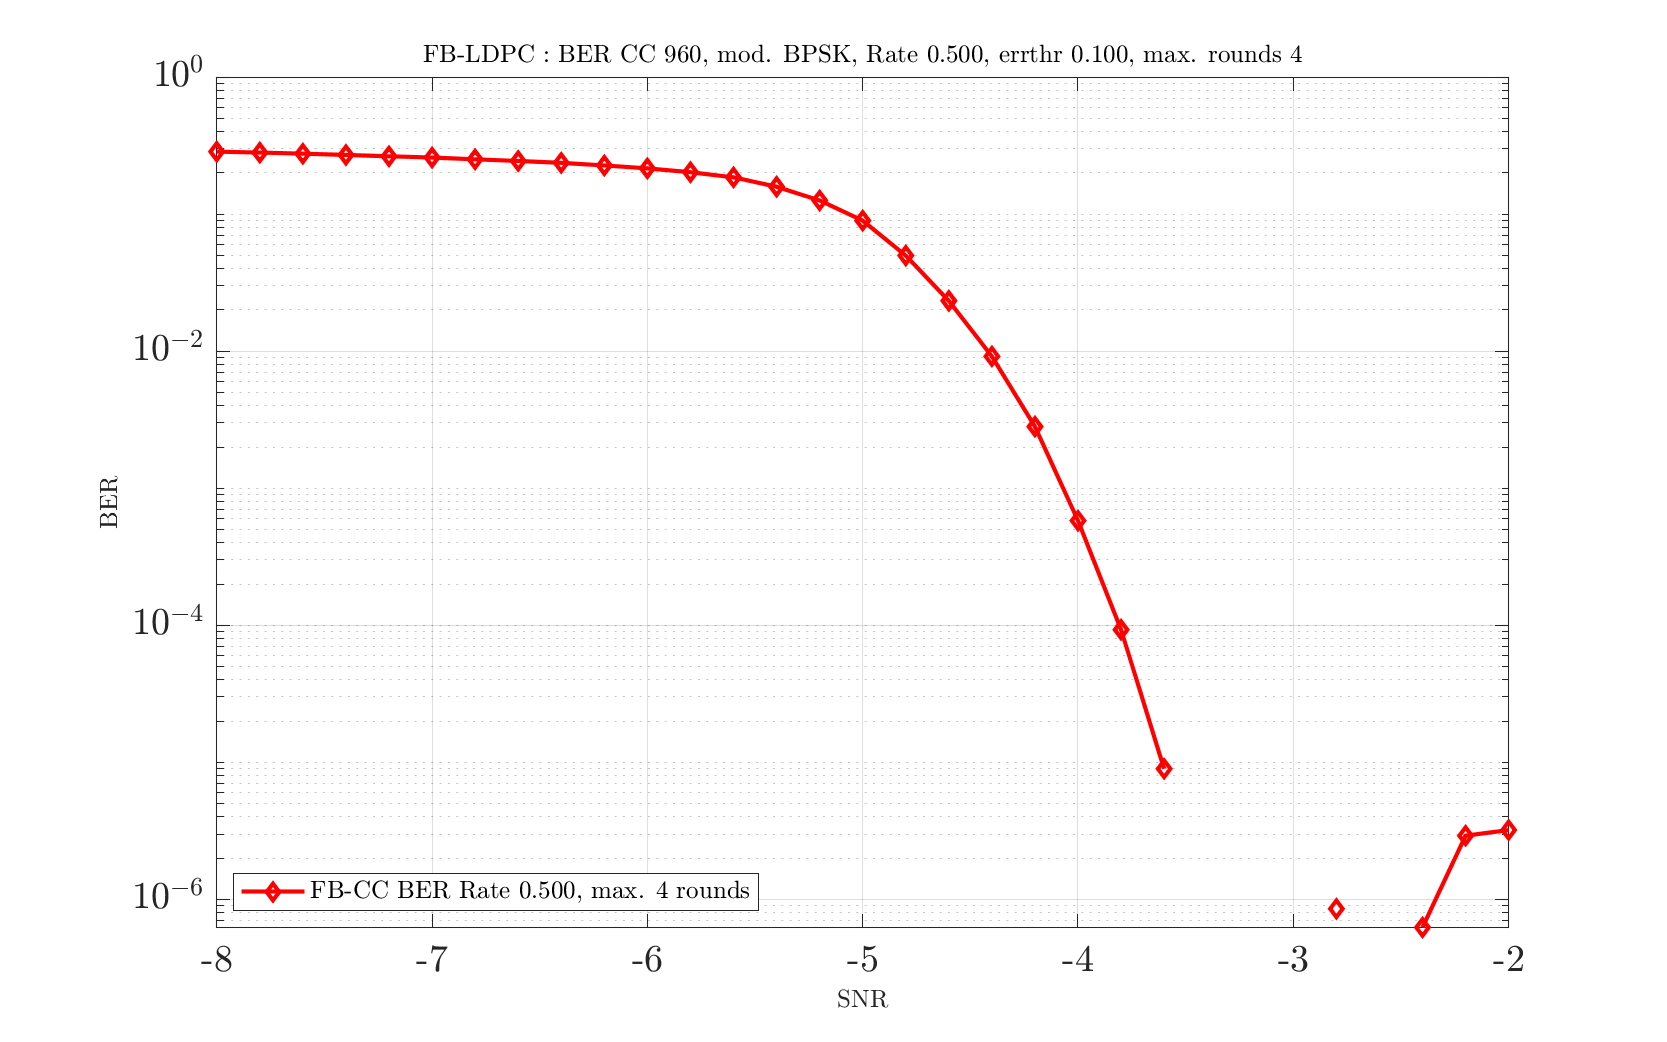 FB-LDPC : BER CC 960, mod. BPSK, Rate 0.500, errthr 0.100, max. rounds 4
10^0
10^-2
10^-4
10^-6
BER
FB-CC BER Rate 0.500, max. 4 rounds
-8 -7 -6 -5 -4 -3 -2
SNR